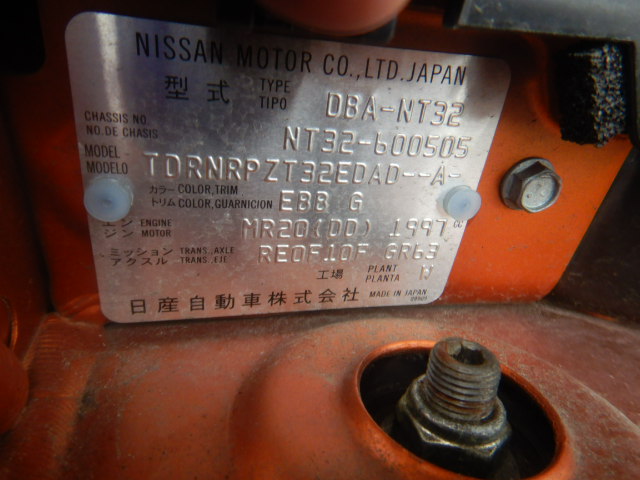 NISSAN MOTOR CO.,LTD.JAPAN
型式 TYPE TIPO DBA-NT32
CHASSIS NO. NO.DE CHASIS NT32-600505
MODEL MODELO TDRNRPZT32EDAD--A-
カラー COLOR,TRIM トリム COLOR,GUARNICION EBB G
エンジン ENGINE MOTOR MR20(DD) 1997 cc
ミッション アクスル TRANS.,AXLE TRANS.,EJE RE0F10F GR63
工場 PLANT PLANTA W
日産自動車株式会社 MADE IN JAPAN